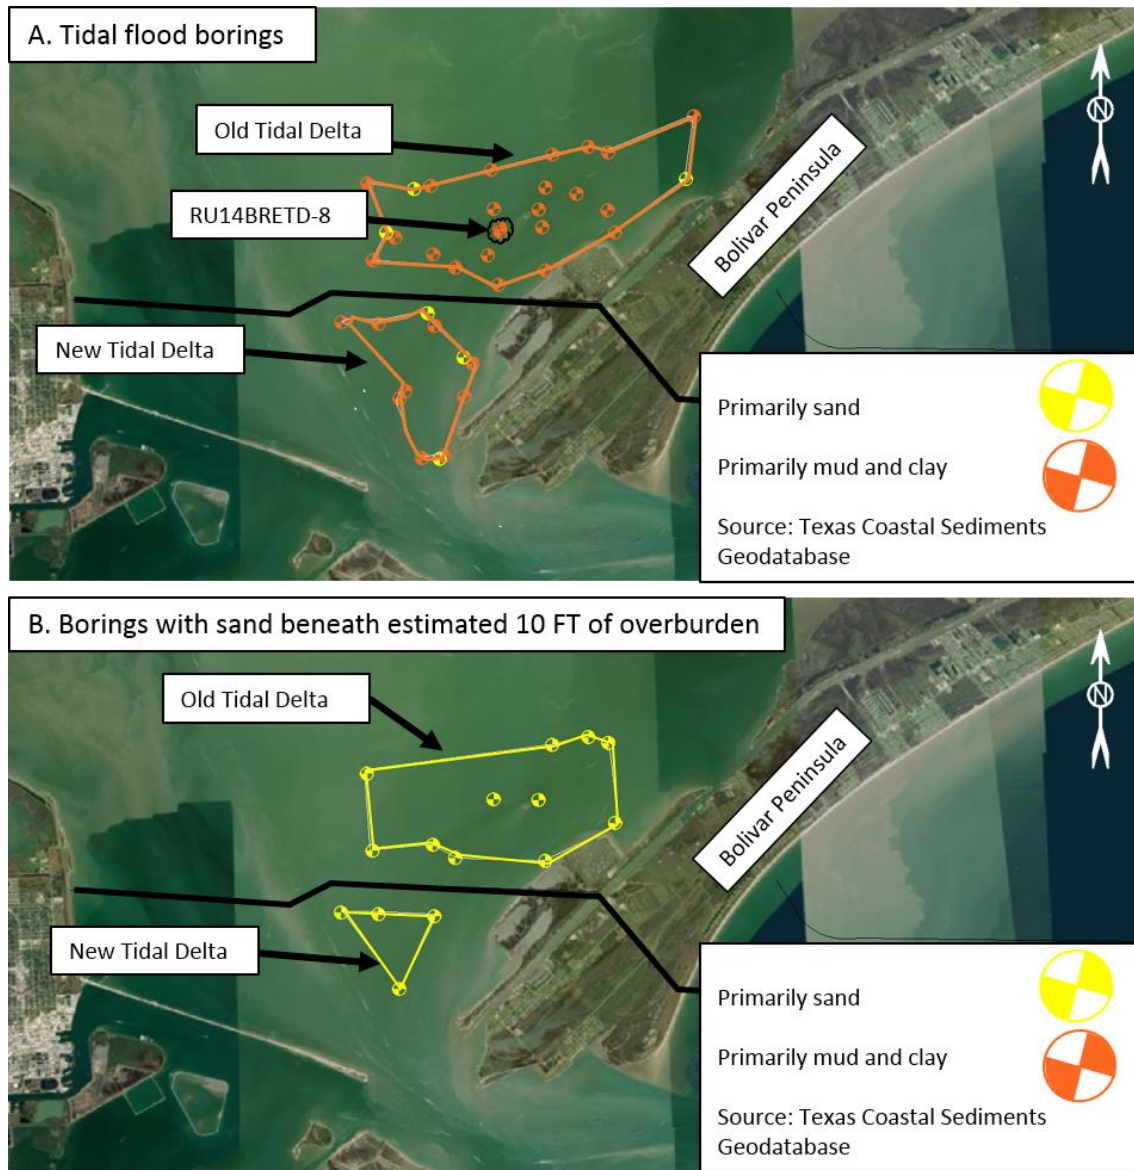 A. Tidal flood borings
N
Old Tidal Delta
RU14BRETD-8
Bolivar Peninsula
New Tidal Delta
Primarily sand
Primarily mud and clay
Source: Texas Coastal Sediments
Geodatabase
B. Borings with sand beneath estimated 10 FT of overburden
N
Old Tidal Delta
Bolivar Peninsula
New Tidal Delta
Primarily sand
Primarily mud and clay
Source: Texas Coastal Sediments
Geodatabase